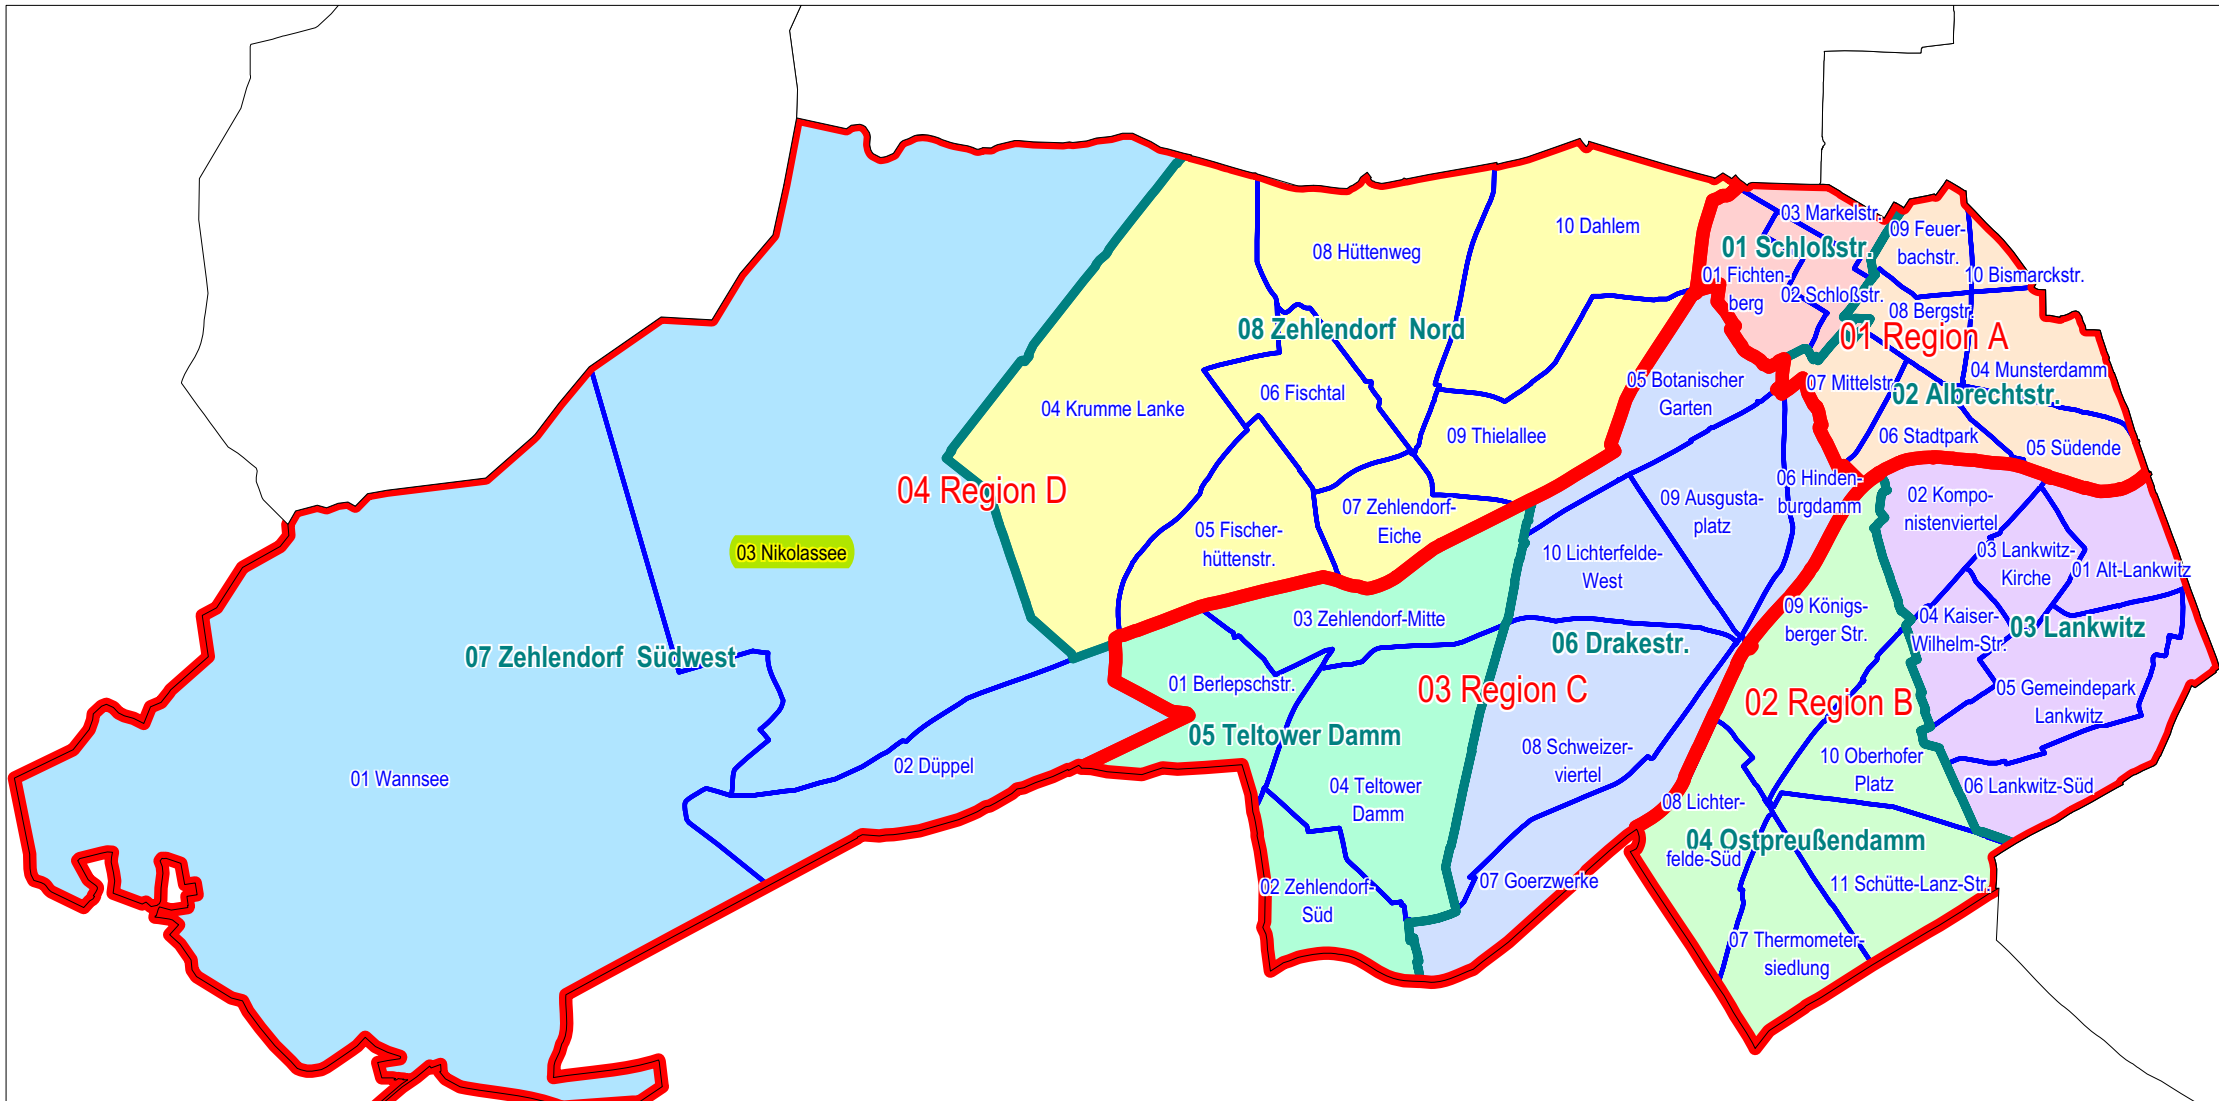 03 Markelstr.
10 Dahlem
09 Feuer-
bachstr.
01 Schloßstr.
08 Hüttenweg
01 Fichten-
berg
10 Bismarckstr.
02 Schloßstr.
08 Bergstr.
08 Zehlendorf Nord
01 Region A
04 Munsterdamm
05 Botanischer
Garten
07 Mittelstr.
06 Fischtal
02 Albrechtstr.
04 Krumme Lanke
09 Thielallee
06 Stadtpark
05 Südende
04 Region D
06 Hinden-
burgdamm
09 Ausgusta-
platz
02 Kompo-
nistenviertel
07 Zehlendorf-
Eiche
05 Fischer-
hüttenstr.
03 Nikolassee
10 Lichterfelde-
West
03 Lankwitz-
Kirche
01 Alt-Lankwitz
09 Königs-
berger Str.
03 Zehlendorf-Mitte
04 Kaiser-
Wilhelm-Str.
03 Lankwitz
06 Drakestr.
07 Zehlendorf Südwest
01 Berlepschstr.
03 Region C
02 Region B
05 Gemeindepark
Lankwitz
05 Teltower Damm
08 Schweizer-
viertel
10 Oberhofer
Platz
02 Düppel
01 Wannsee
04 Teltower
Damm
06 Lankwitz-Süd
08 Lichter-
felde-Süd
04 Ostpreußendamm
07 Goerzwerke
02 Zehlendorf-
Süd
11 Schütte-Lanz-Str.
07 Thermometer-
siedlung